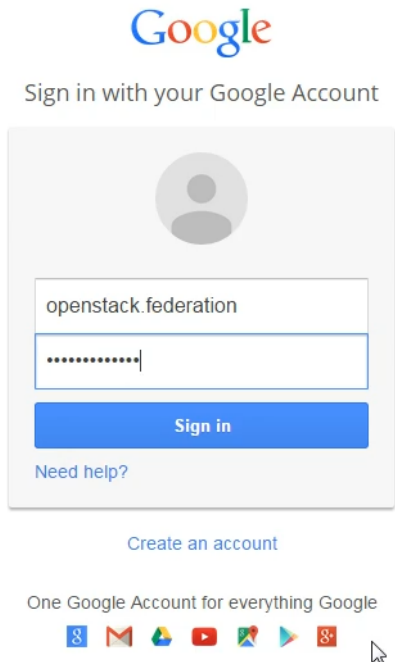 Google
Sign in with your Google Account
openstack.federation
•••••••••••••
Sign in
Need help?
Create an account
One Google Account for everything Google